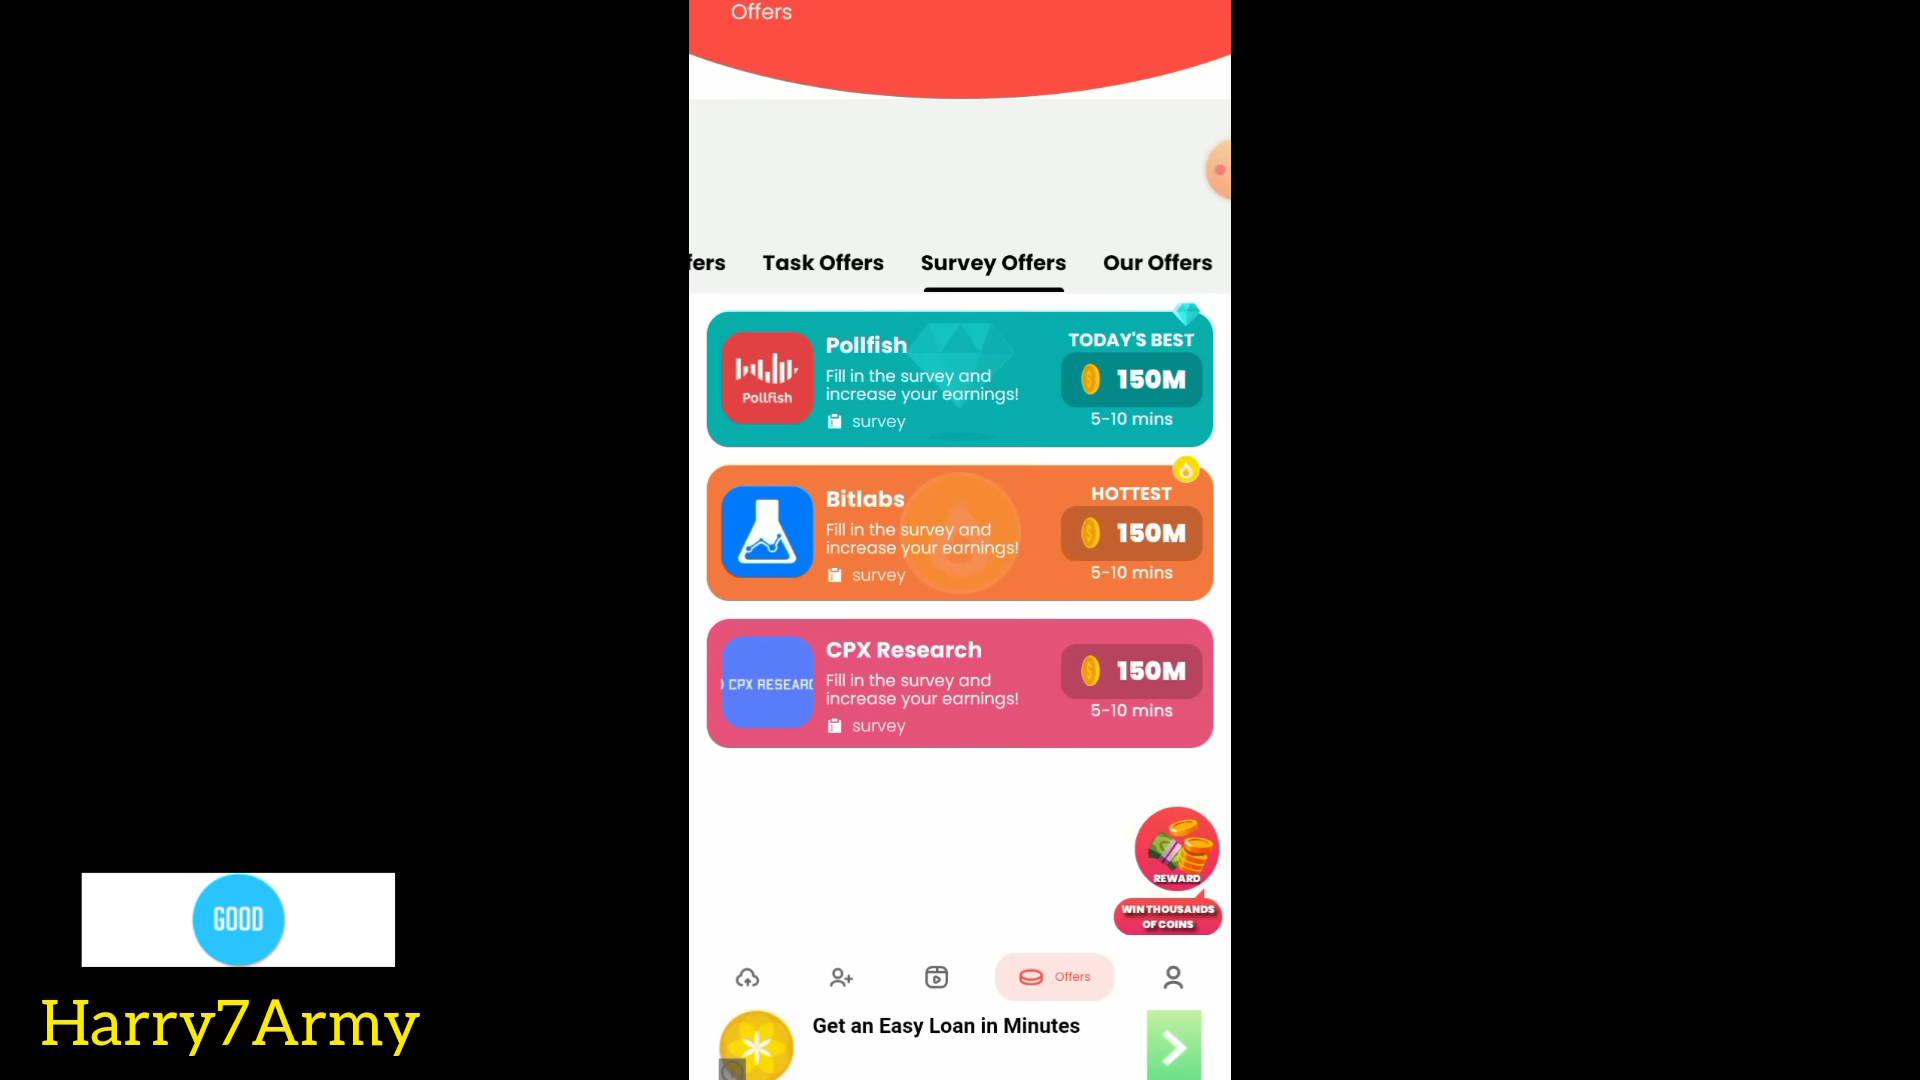 Offers
fers
Task Offers
Survey Offers
Our Offers
Pollfish
Pollfish
Fill in the survey and
increase your earnings!
survey
TODAY'S BEST
150M
5-10 mins
Bitlabs
Fill in the survey and
increase your earnings!
survey
HOTTEST
150M
5-10 mins
CPX RESEARC
CPX Research
Fill in the survey and
increase your earnings!
survey
150M
5-10 mins
REWARD
WIN THOUSANDS
OF COINS
Offers
Get an Easy Loan in Minutes
GOOD
Harry7Army